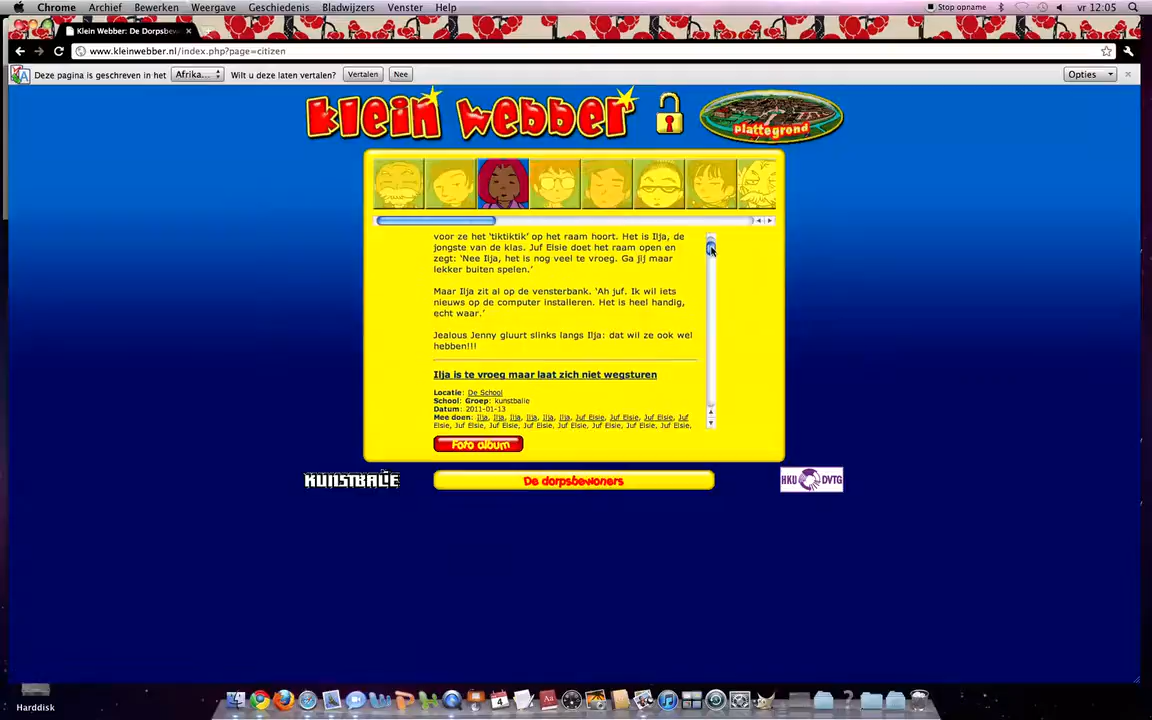 Chrome Archief Bewerken Weergave Geschiedenis Bladwijzers Venster Help Stop opname vr 12:05
Klein Webber: De Dorpsbew
www.kleinwebber.nl/index.php?page=citizen
Deze pagina is geschreven in het Afrika... Wilt u deze laten vertalen? Vertalen Nee Opties
klein webber plattegrond
voor ze het ‘tiktiktik’ op het raam hoort. Het is Ilja, de
jongste van de klas. Juf Elsie doet het raam open en
zegt: ‘Nee Ilja, het is nog veel te vroeg. Ga jij maar
lekker buiten spelen.’
Maar Ilja zit al op de vensterbank. ‘Ah juf. Ik wil iets
nieuws op de computer installeren. Het is heel handig,
echt waar.’
Jealous Jenny gluurt slinks langs Ilja: dat wil ze ook wel
hebben!!!
Ilja is te vroeg maar laat zich niet wegsturen
Locatie: De School
School: Groep: kunstbalie
Datum: 2011-01-13
Mee doen: Ilja, Ilja, Ilja, Ilja, Ilja, Ilja, Juf Elsie, Juf Elsie, Juf Elsie, Juf
Elsie, Juf Elsie, Juf Elsie, Juf Elsie, Juf Elsie, Juf Elsie, Juf Elsie, Juf Elsie,
Foto album
KUNSTBALIE De dorpsbewoners HKU DVTG
4
Harddisk